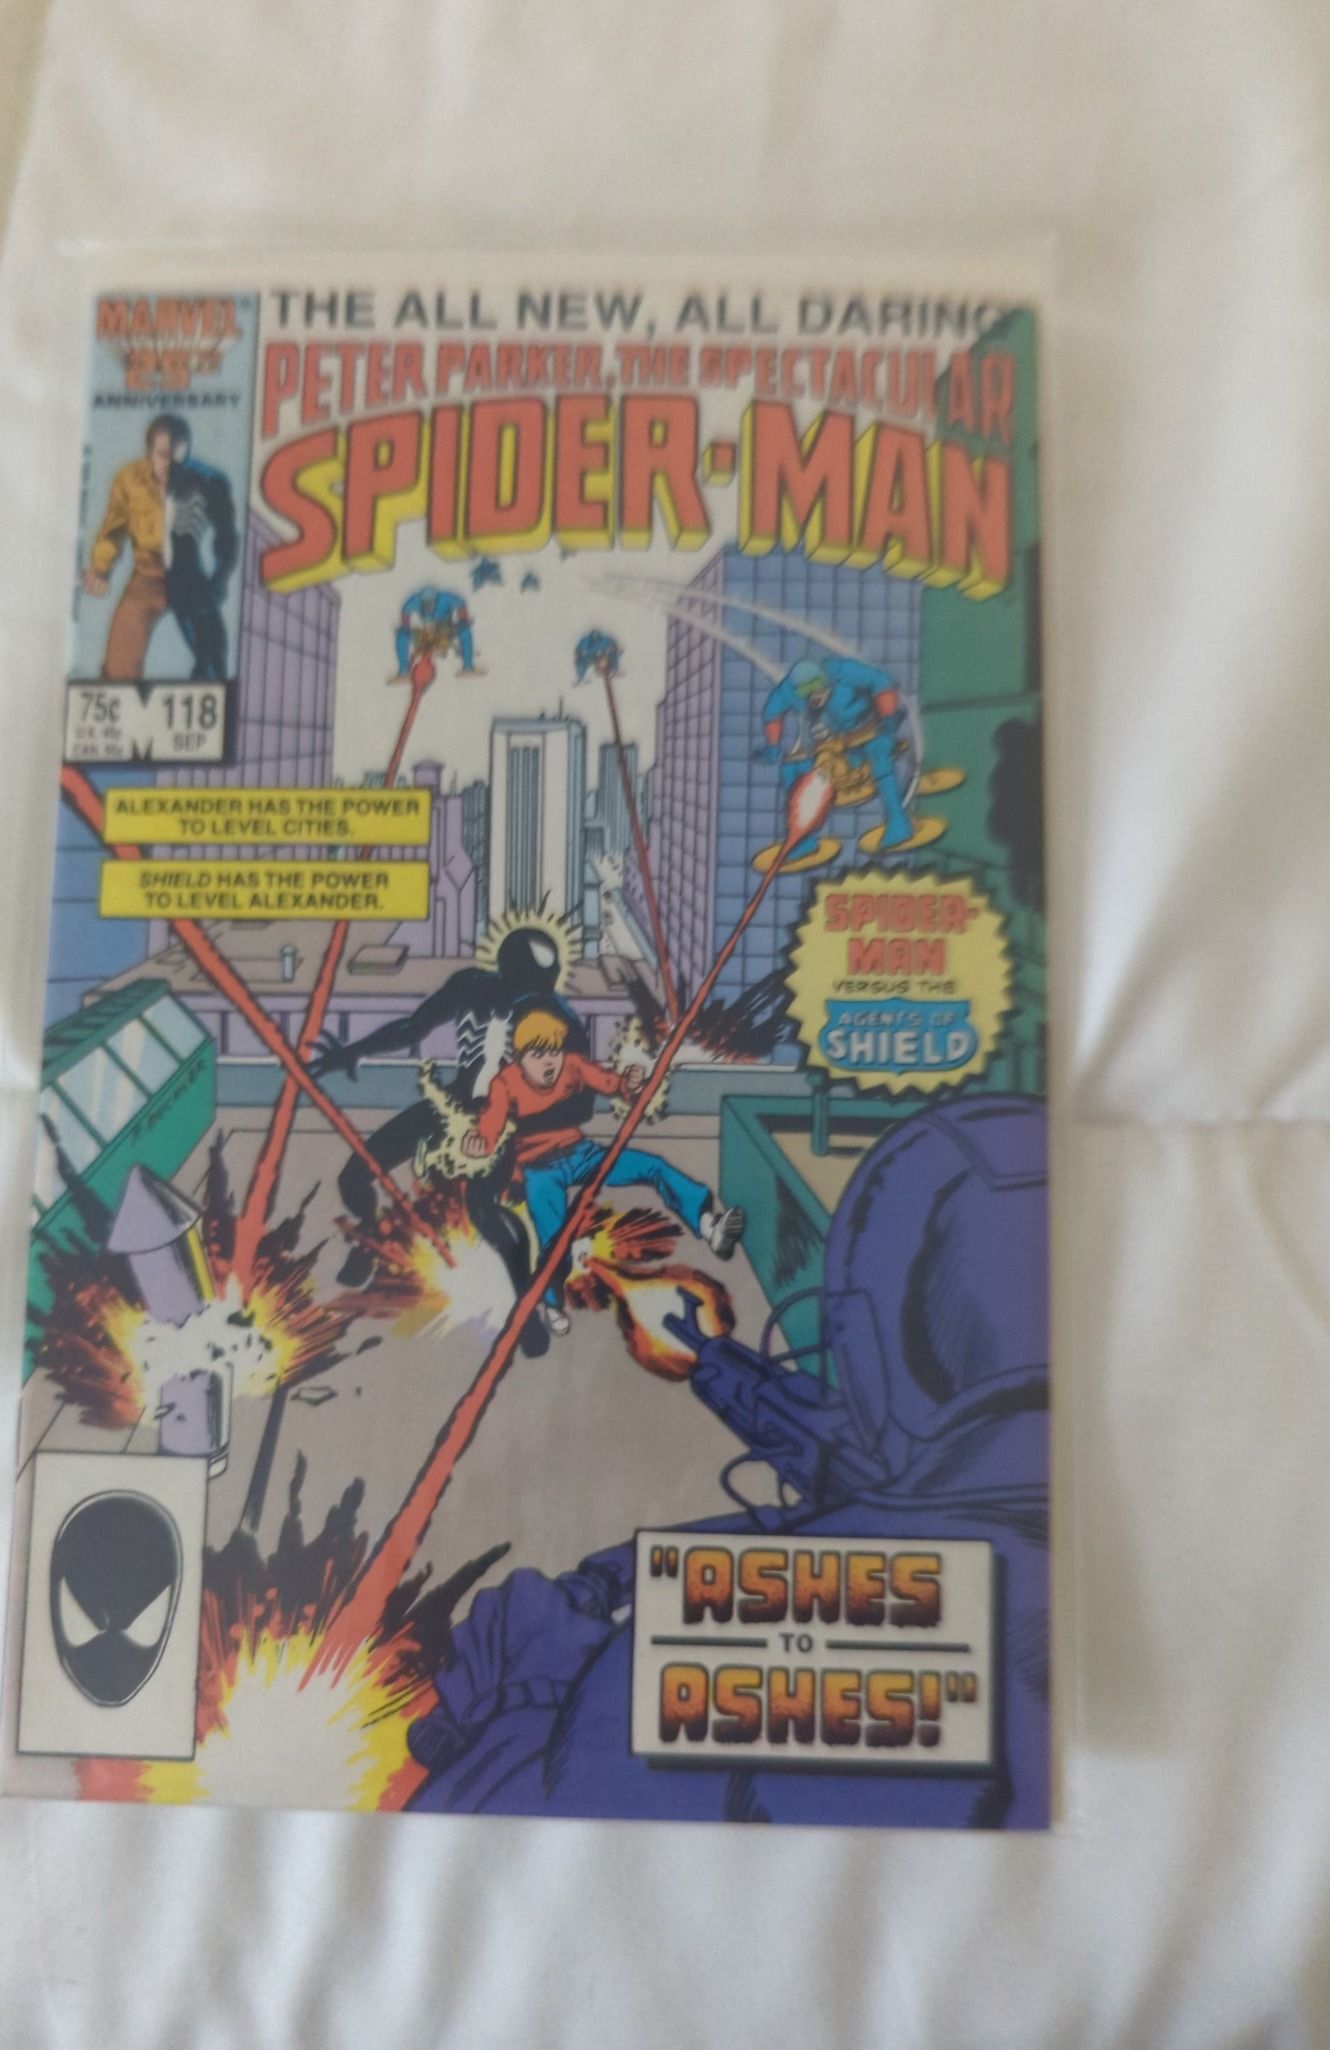 MARVEL
25TH
ANNIVERSARY
THE ALL NEW, ALL DARING
PETER PARKER, THE SPECTACULAR
SPIDER-MAN
75¢
118
SEP
ALEXANDER HAS THE POWER
TO LEVEL CITIES.
SHIELD HAS THE POWER
TO LEVEL ALEXANDER.
SPIDER-
MAN
VERSUS THE
AGENTS OF
SHIELD
"ASHES
TO
ASHES!"